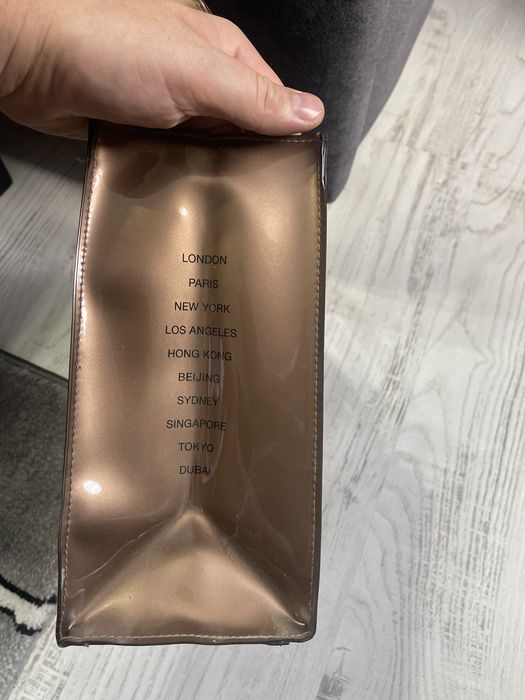 LONDON
PARIS
NEW YORK
LOS ANGELES
HONG KONG
BEIJING
SYDNEY
SINGAPORE
TOKYO
DUBAI